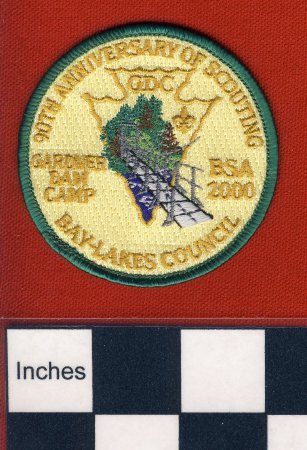 90TH ANNIVERSARY OF SCOUTING
GDC
GARDNER
DAM
CAMP
BSA
2000
BAY-LAKES COUNCIL
Inches